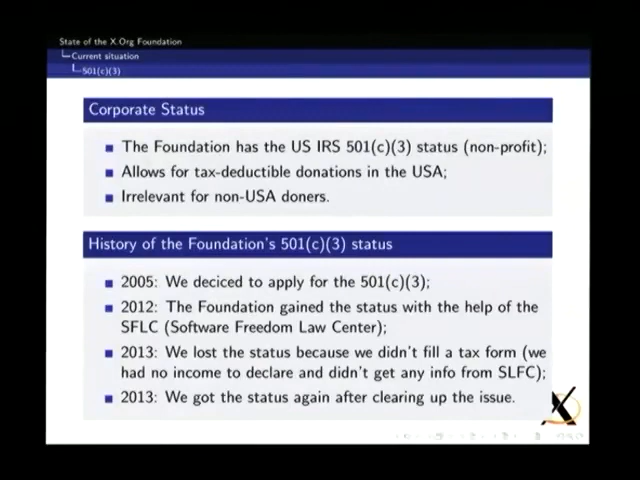 State of the X.Org Foundation
Current situation
501(c)(3)
Corporate Status
The Foundation has the US IRS 501(c)(3) status (non-profit);
Allows for tax-deductible donations in the USA;
Irrelevant for non-USA doners.
History of the Foundation's 501(c)(3) status
2005: We deciced to apply for the 501(c)(3);
2012: The Foundation gained the status with the help of the
SFLC (Software Freedom Law Center);
2013: We lost the status because we didn't fill a tax form (we
had no income to declare and didn't get any info from SLFC);
2013: We got the status again after clearing up the issue.